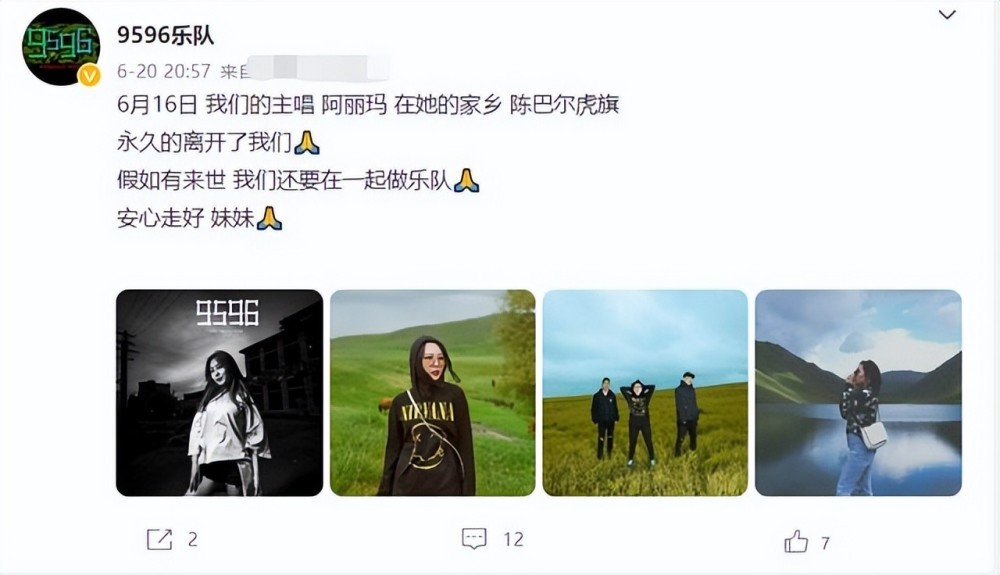 9596
9596乐队
6-20 20:57 来自
6月16日 我们的主唱 阿丽玛 在她的家乡 陈巴尔虎旗
永久的离开了我们🙏
假如有来世 我们还要在一起做乐队🙏
安心走好 妹妹🙏
9596
NIRVANA
2
12
7